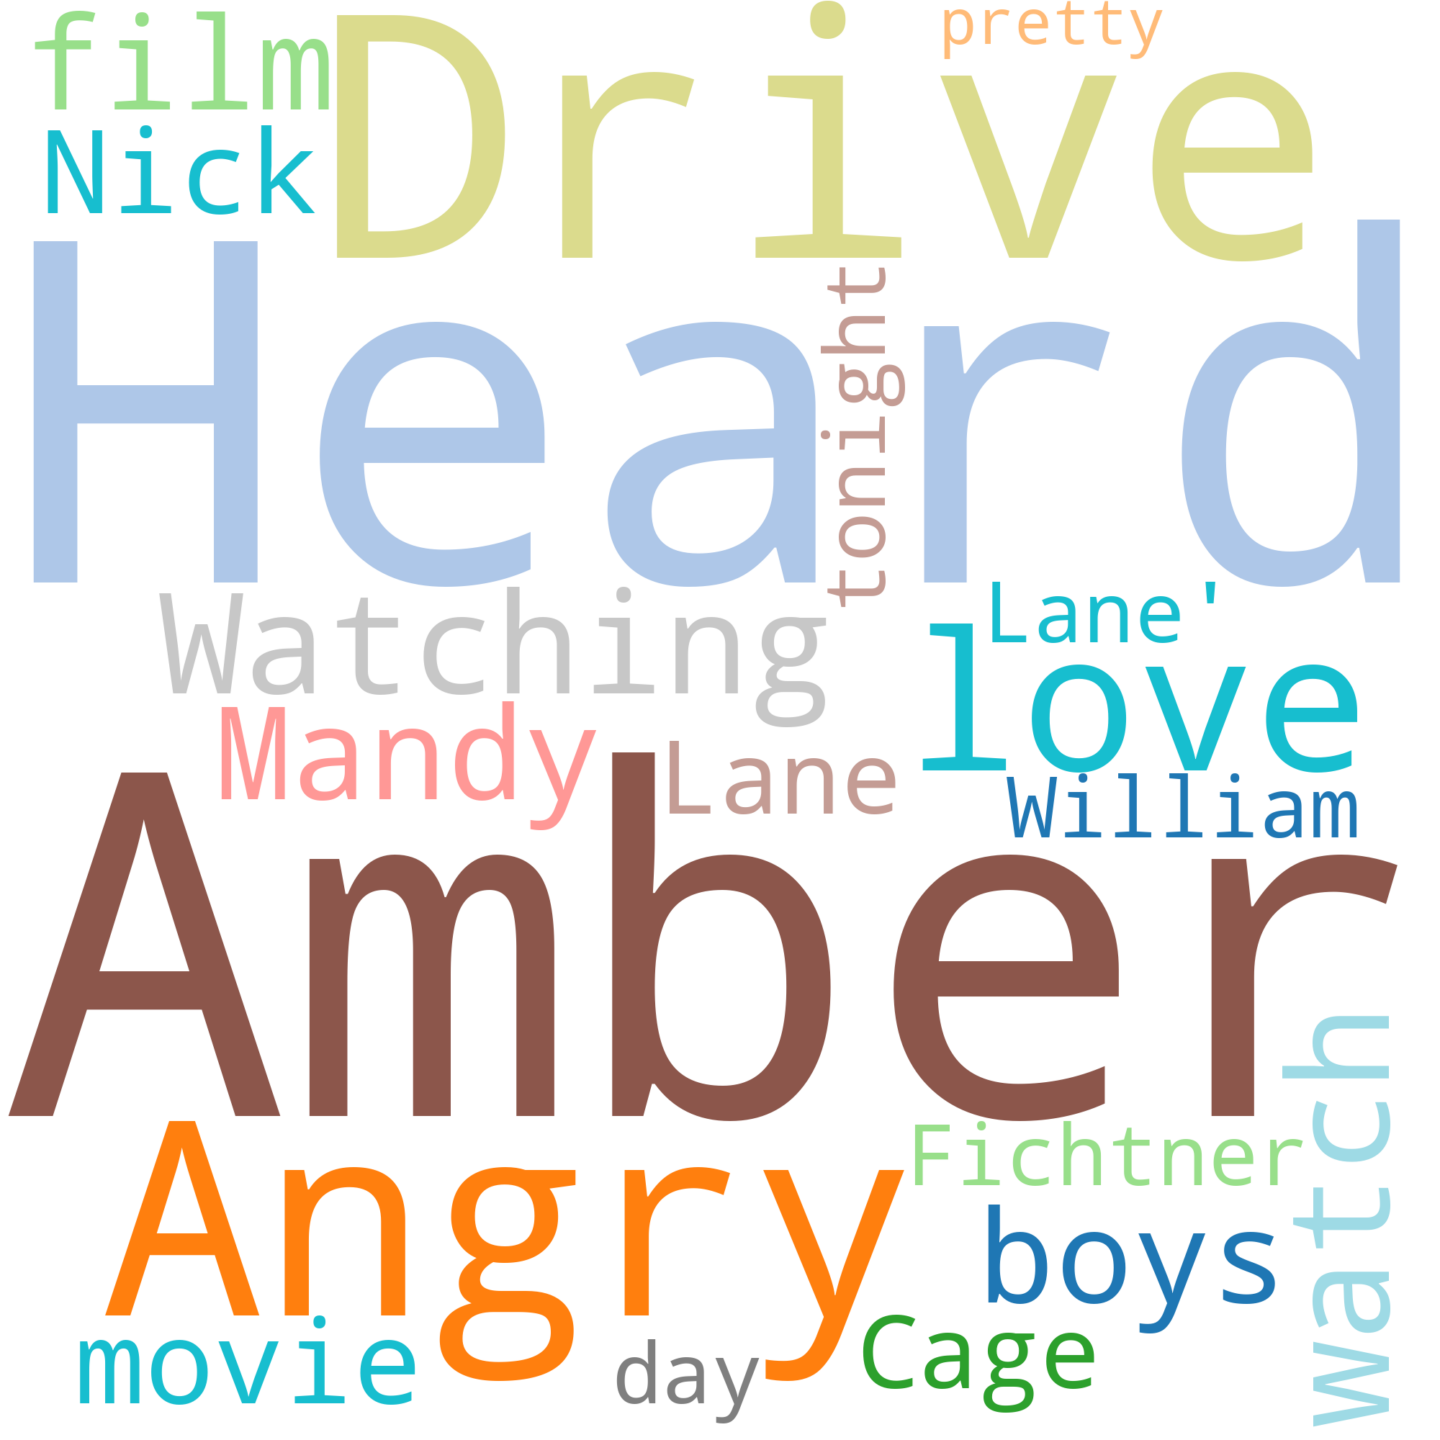 film
pretty
Drive
Nick
Heard
tonight
Watching
Lane'
love
Mandy
Lane
William
Amber
watch
Angry
Fichtner
boys
movie
day
Cage